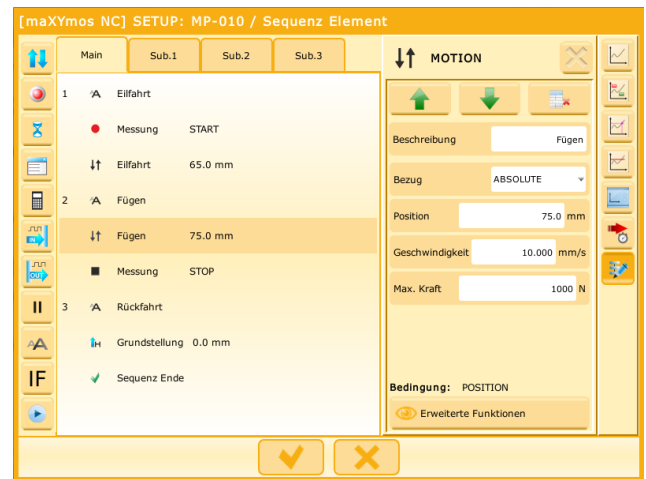 [maXYmos NC] SETUP: MP-010 / Sequenz Element
Main Sub.1 Sub.2 Sub.3
1 A Eilfahrt
Messung START
Eilfahrt 65.0 mm
2 A Fügen
Fügen 75.0 mm
Messung STOP
3 A Rückfahrt
H Grundstellung 0.0 mm
Sequenz Ende
IN
OUT
AA
IF
MOTION
Beschreibung Fügen
Bezug ABSOLUTE
Position 75.0 mm
Geschwindigkeit 10.000 mm/s
Max. Kraft 1000 N
Bedingung: POSITION
Erweiterte Funktionen